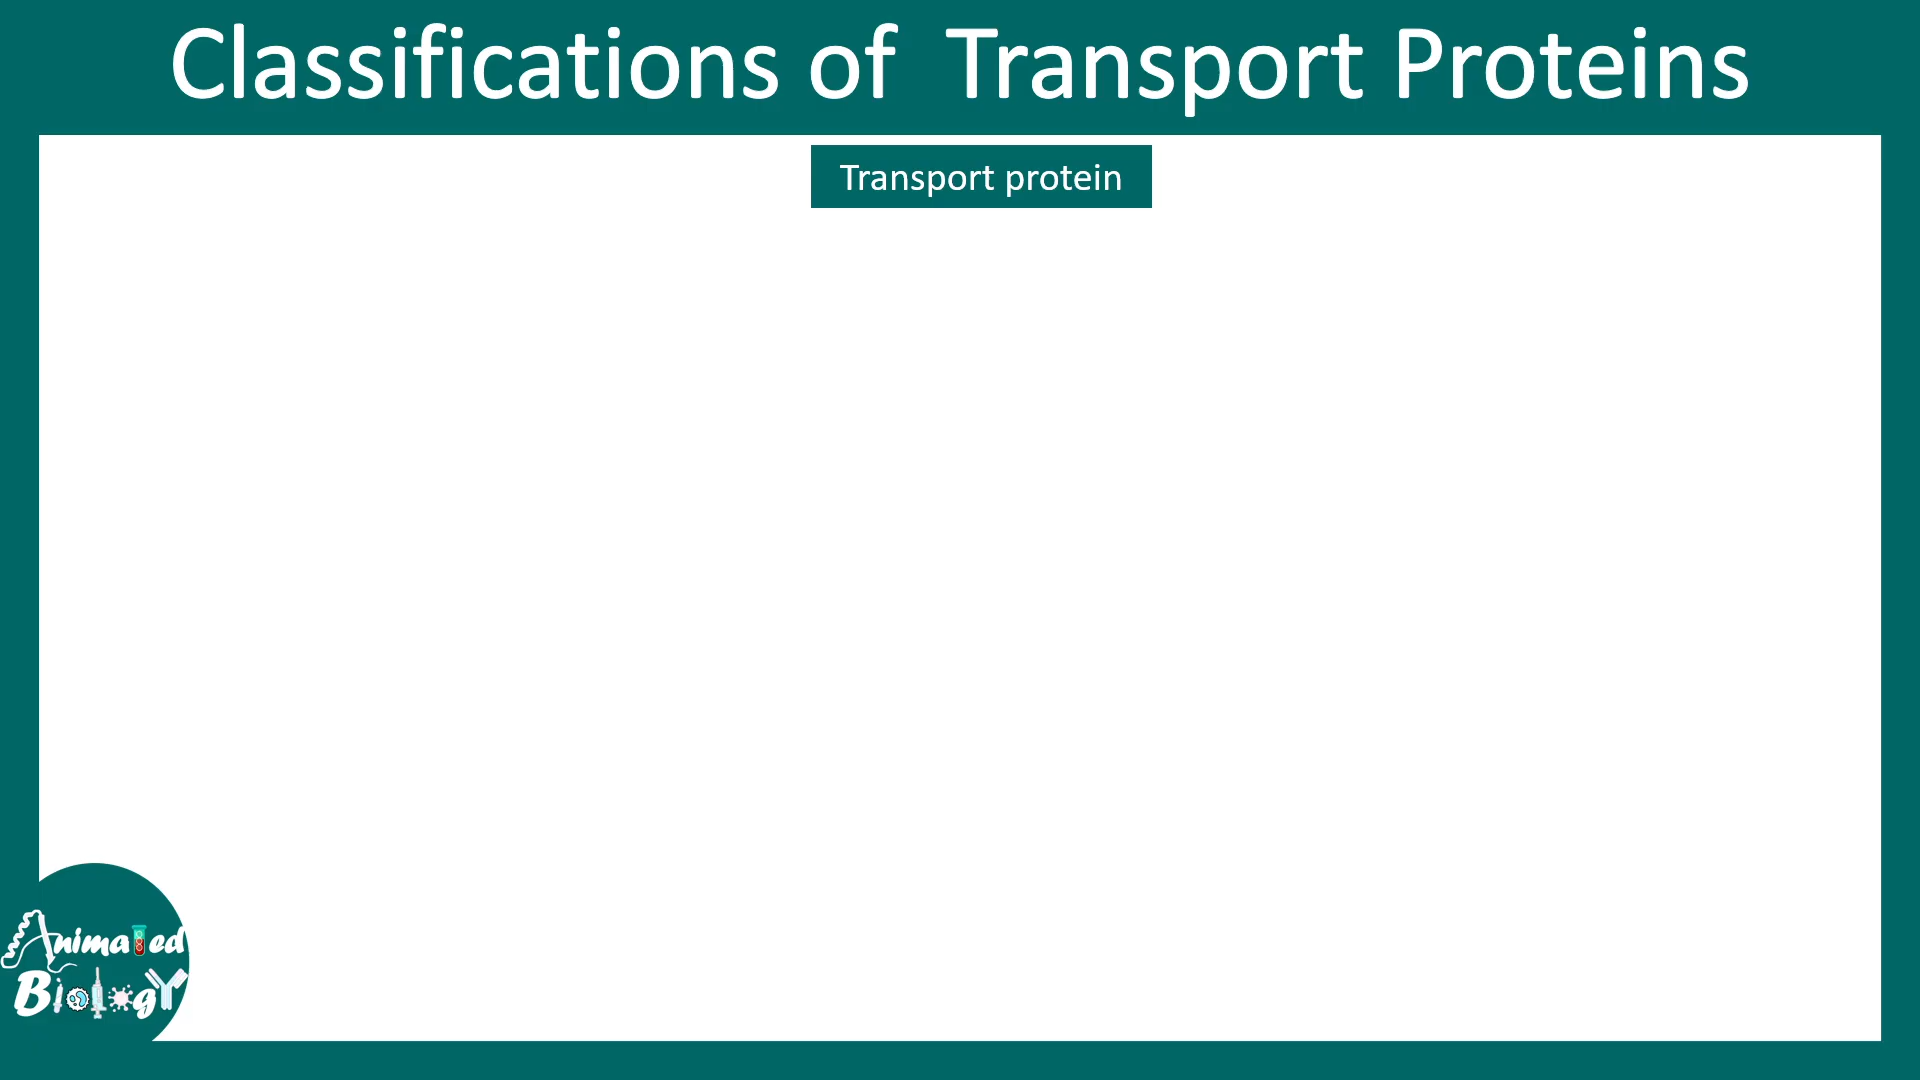 Classifications of  Transport Proteins
Transport protein
Animated
Biology